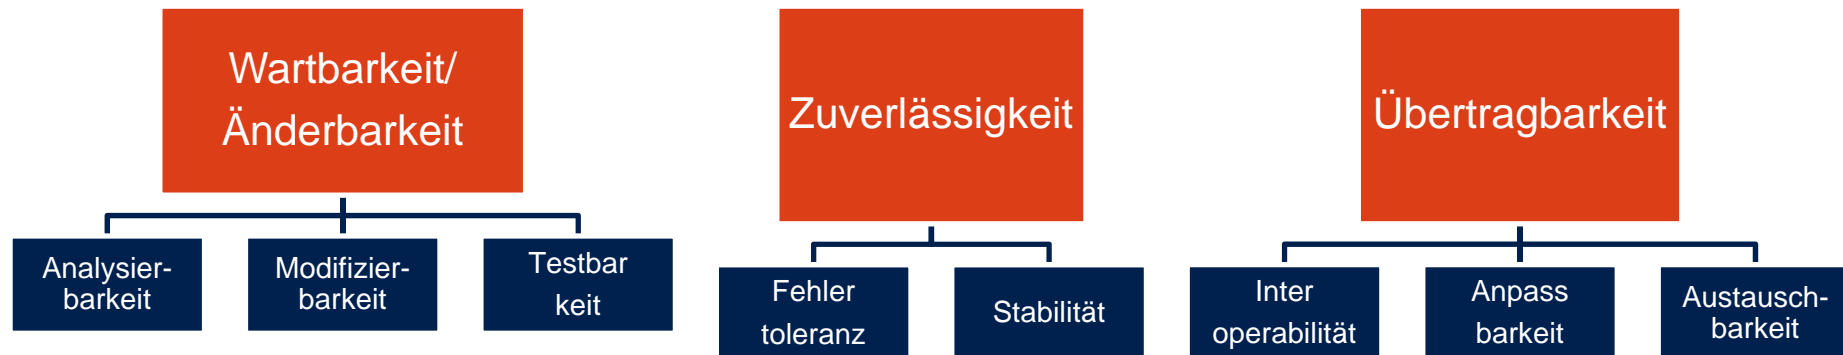 Wartbarkeit/
Änderbarkeit
Zuverlässigkeit
Übertragbarkeit
Analysier-
barkeit
Modifizier-
barkeit
Testbar
keit
Fehler
toleranz
Stabilität
Inter
operabilität
Anpass
barkeit
Austausch-
barkeit